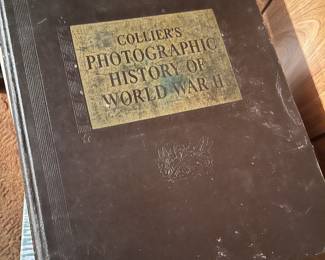 COLLIER'S
PHOTOGRAPHIC
HISTORY OF
WORLD WAR II